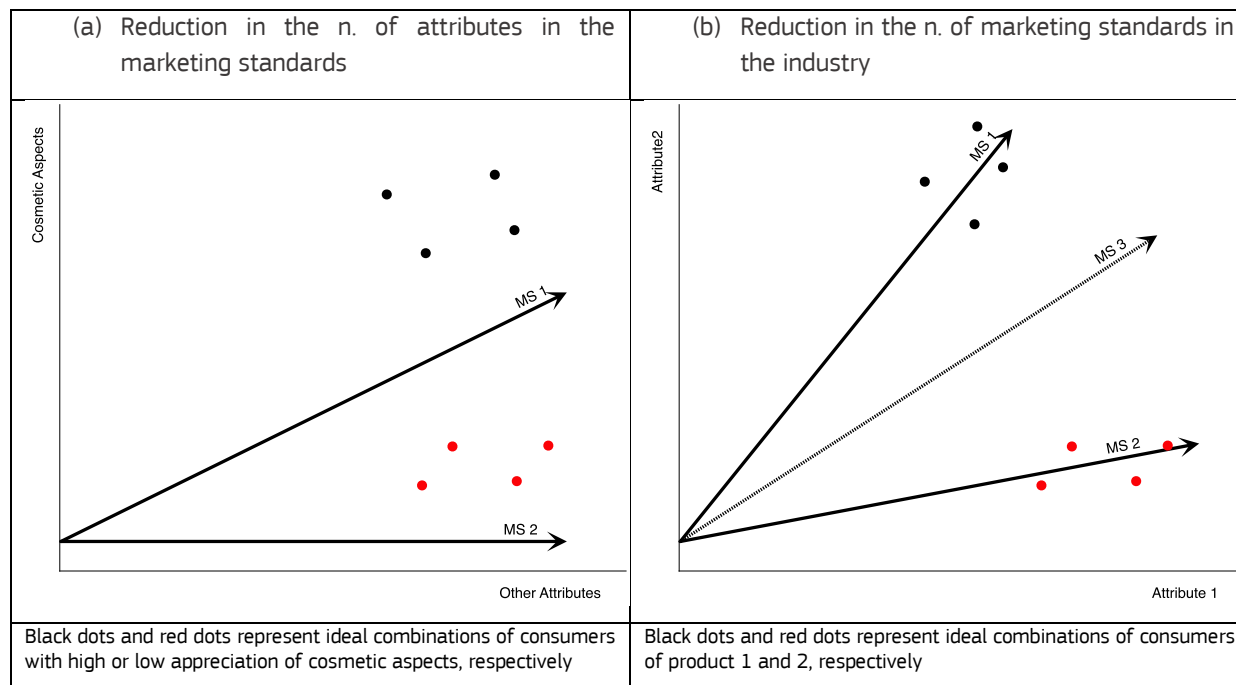 (a) Reduction in the n. of attributes in the
marketing standards
(b) Reduction in the n. of marketing standards in
the industry
Cosmetic Aspects
MS 1
MS 2
Other Attributes
Attribute2
MS 1
MS 3
MS 2
Attribute 1
Black dots and red dots represent ideal combinations of consumers
with high or low appreciation of cosmetic aspects, respectively
Black dots and red dots represent ideal combinations of consumers
of product 1 and 2, respectively